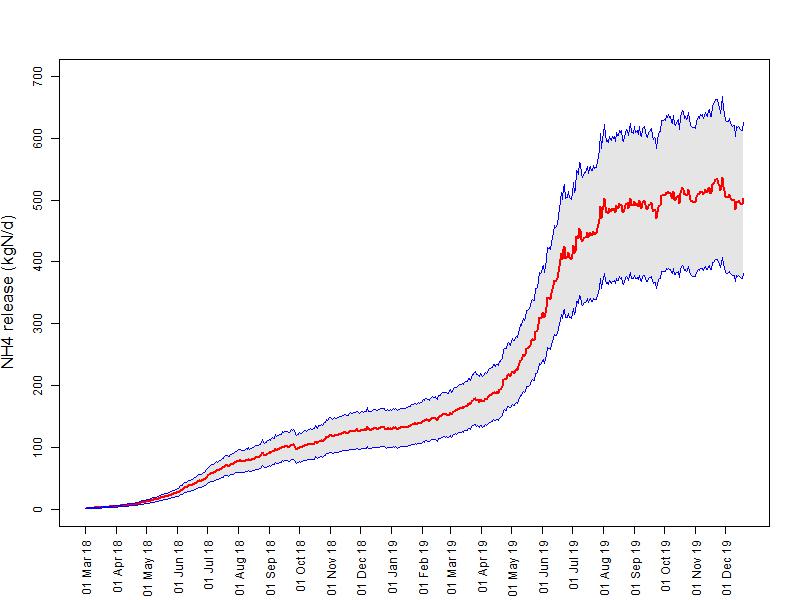 NH4 release (kgN/d)
700
600
500
400
300
200
100
0
01 Mar 18
01 Apr 18
01 May 18
01 Jun 18
01 Jul 18
01 Aug 18
01 Sep 18
01 Oct 18
01 Nov 18
01 Dec 18
01 Jan 19
01 Feb 19
01 Mar 19
01 Apr 19
01 May 19
01 Jun 19
01 Jul 19
01 Aug 19
01 Sep 19
01 Oct 19
01 Nov 19
01 Dec 19